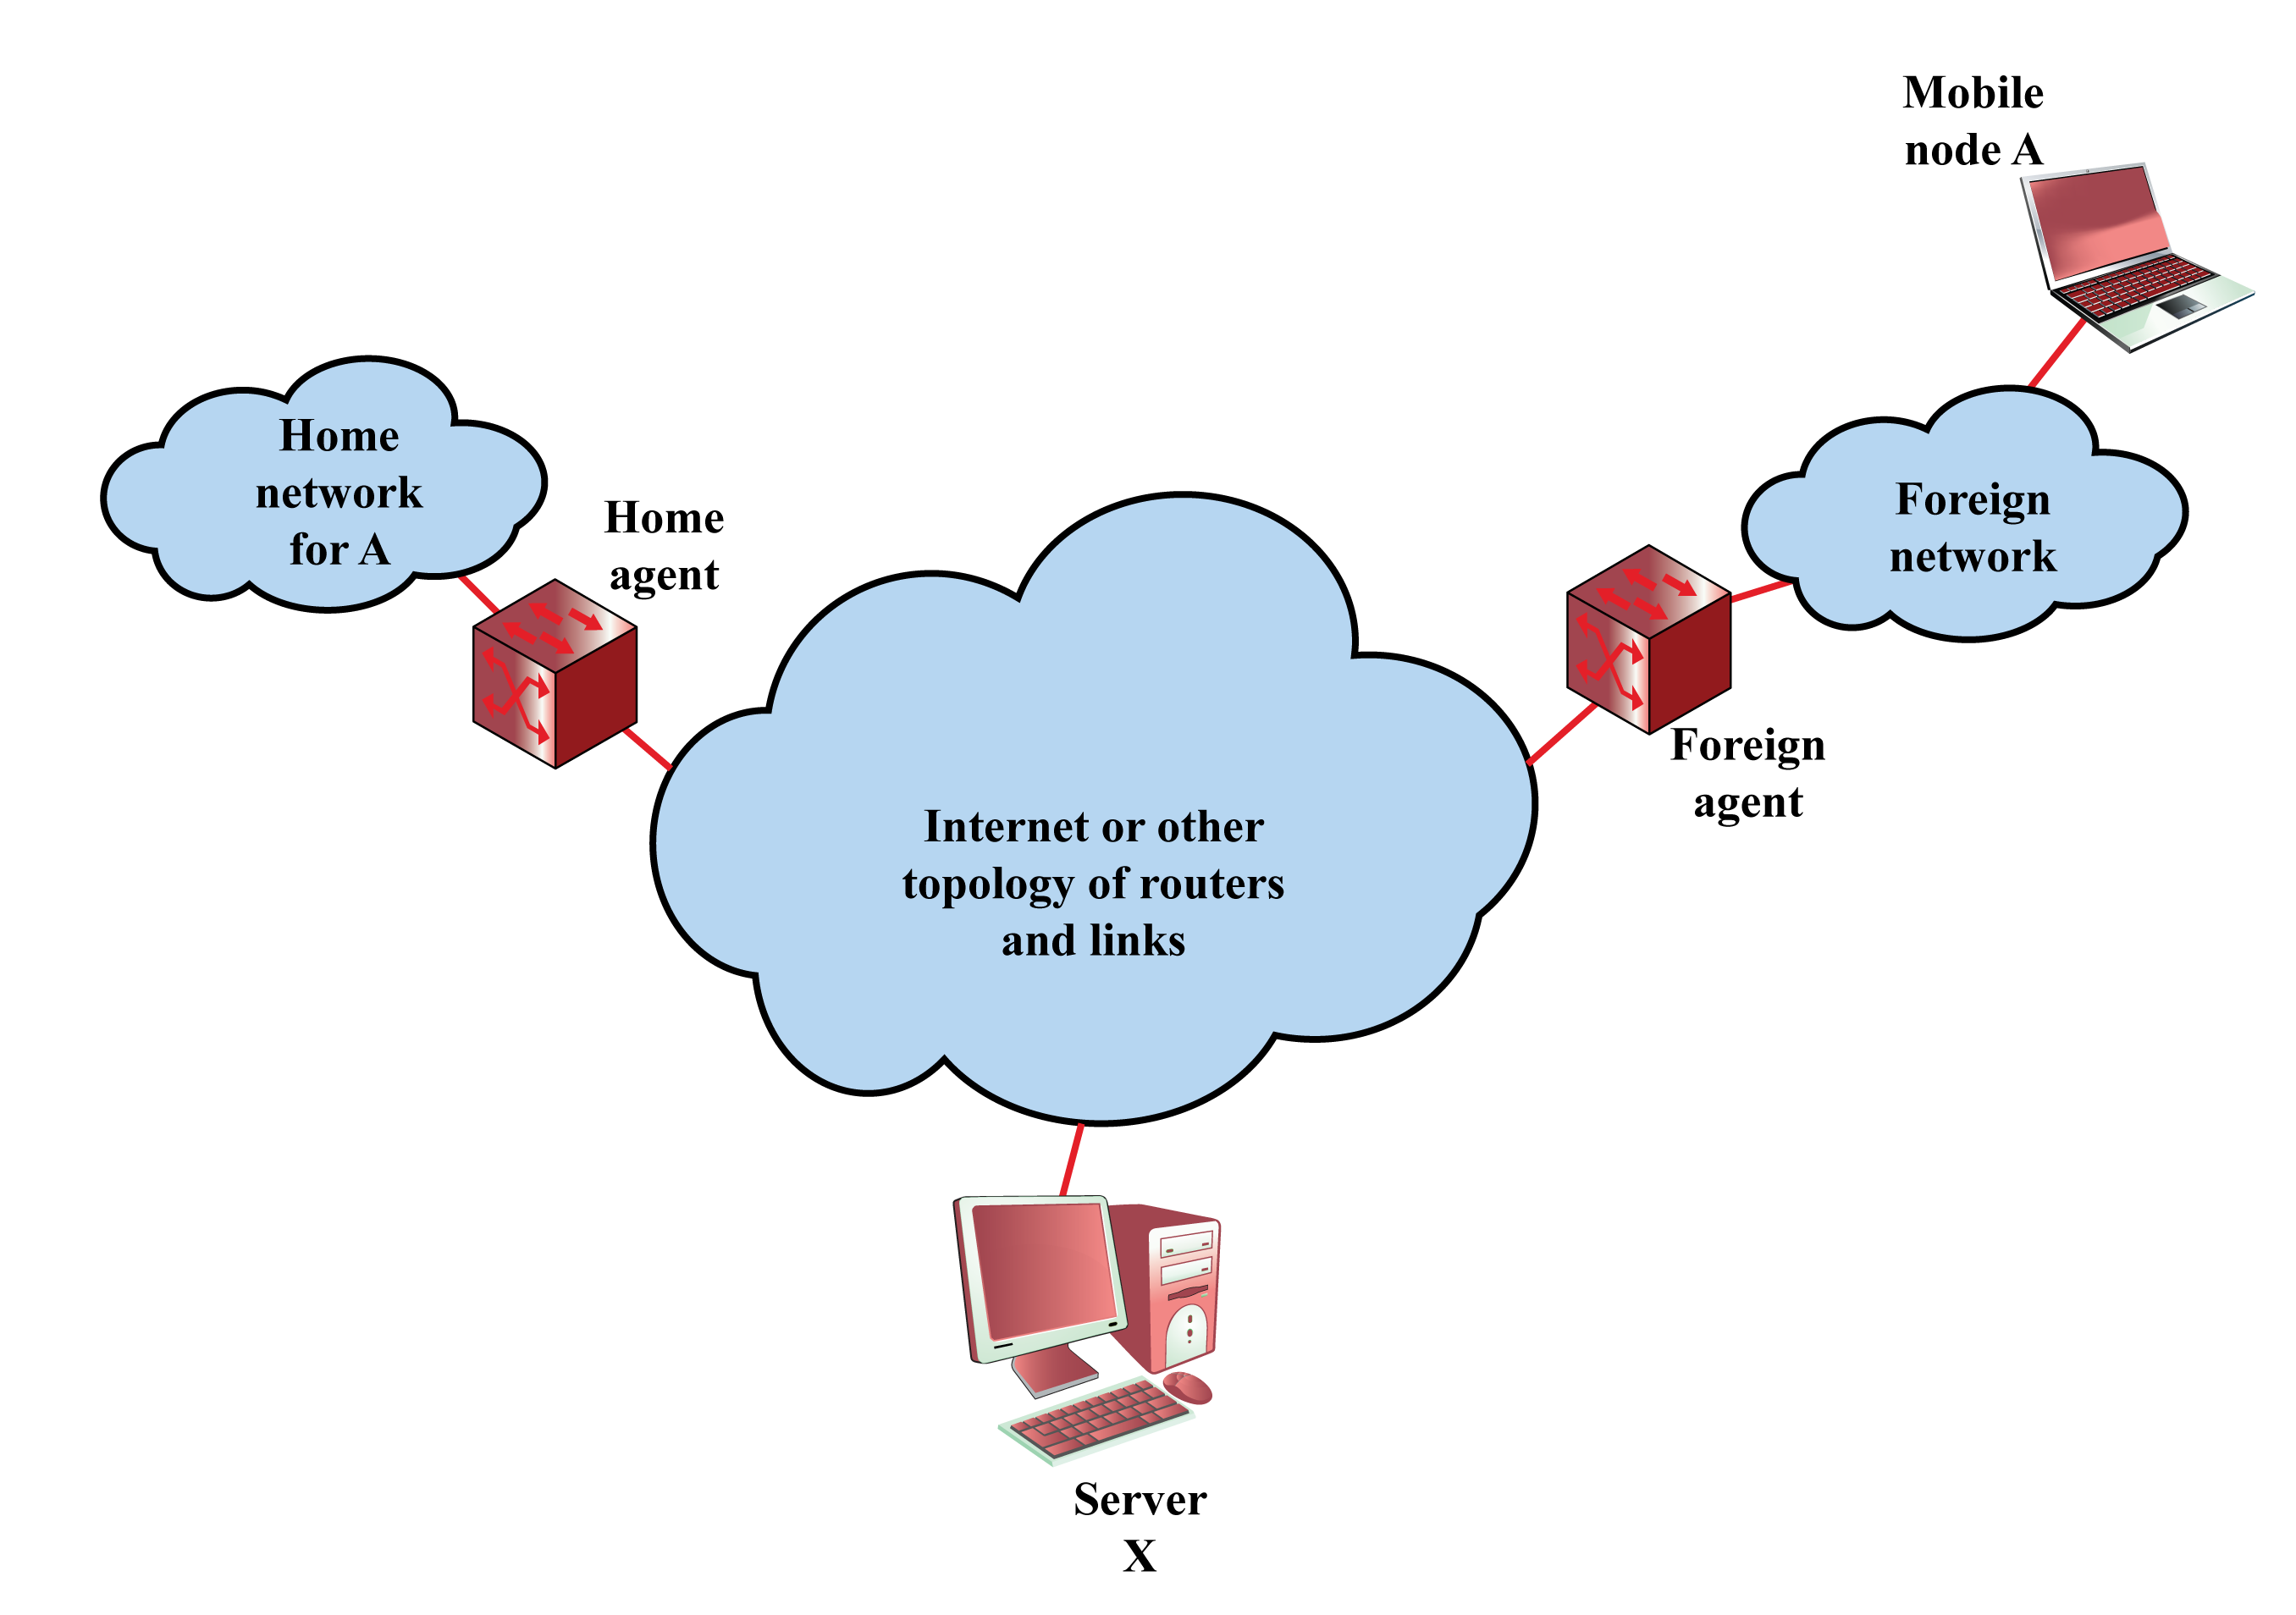 Mobile
node A
Home
network
for A
Home
agent
Foreign
network
Foreign
agent
Internet or other
topology of routers
and links
Server
X